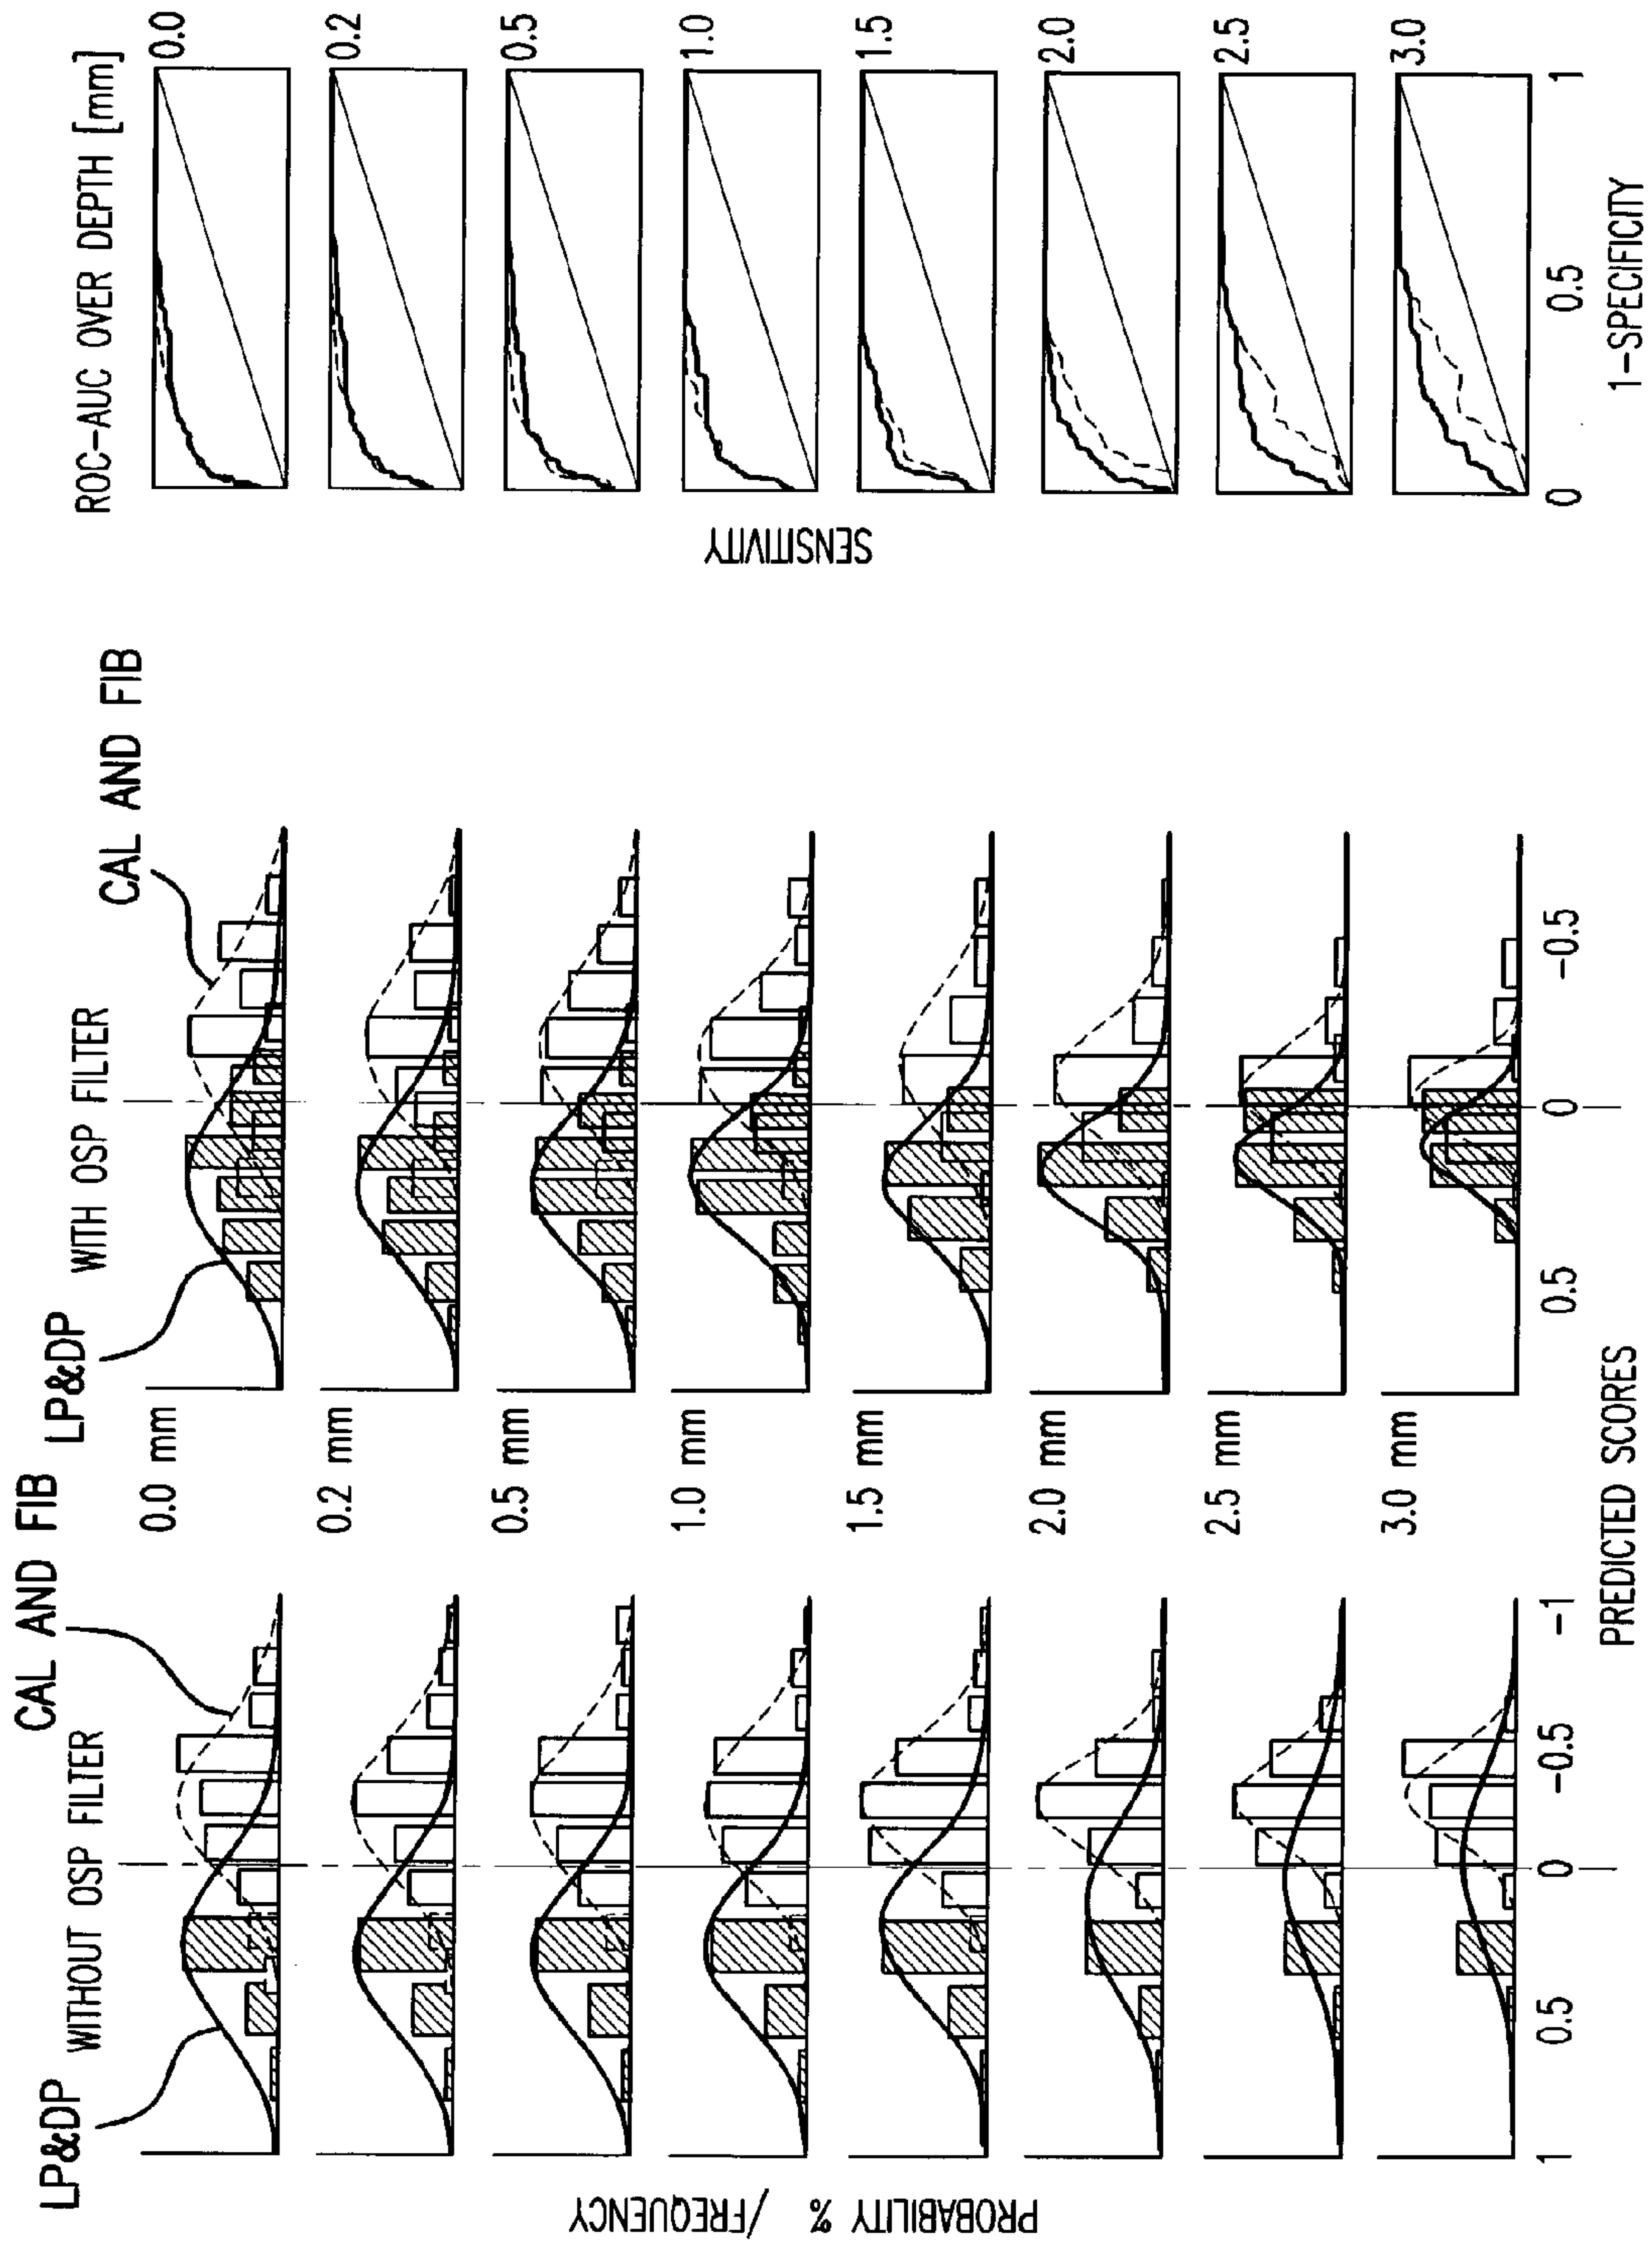 LP&DP
CAL AND FIB
WITHOUT OSP FILTER
LP&DP
CAL AND FIB
WITH OSP FILTER
ROC-AUC OVER DEPTH [mm]
0.0 mm
0.0
0.2 mm
0.2
0.5 mm
0.5
1.0 mm
1.0
1.5 mm
1.5
2.0 mm
2.0
2.5 mm
2.5
3.0 mm
3.0
PROBABILITY %
/FREQUENCY
SENSITIVITY
1 0.5 0 -0.5 -1
0.5 0 -0.5
0 0.5 1
PREDICTED SCORES
1-SPECIFICITY